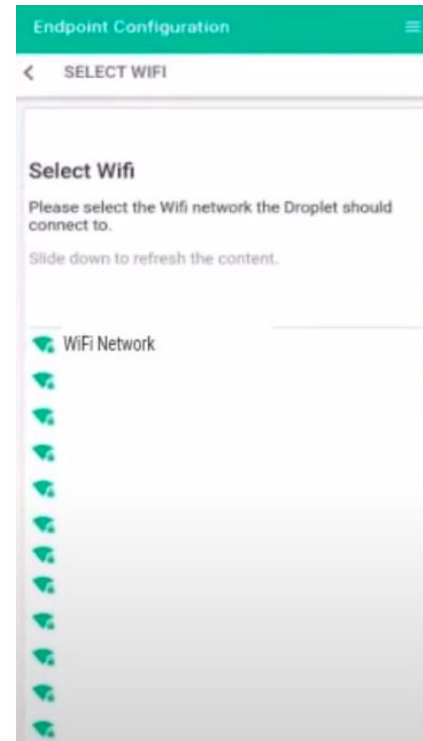 Endpoint Configuration
SELECT WIFI
Select Wifi
Please select the Wifi network the Droplet should
connect to.
Slide down to refresh the content.
WiFi Network